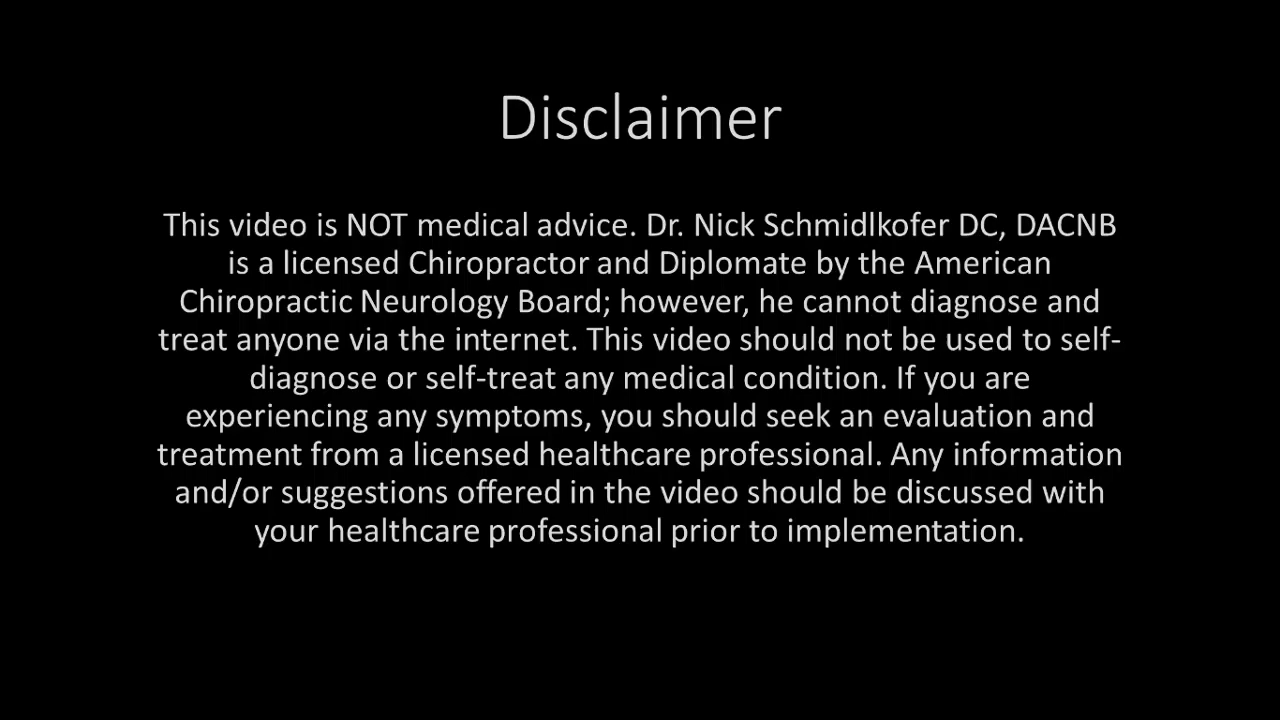 Disclaimer
This video is NOT medical advice. Dr. Nick Schmidlkofer DC, DACNB
is a licensed Chiropractor and Diplomate by the American
Chiropractic Neurology Board; however, he cannot diagnose and
treat anyone via the internet. This video should not be used to self-
diagnose or self-treat any medical condition. If you are
experiencing any symptoms, you should seek an evaluation and
treatment from a licensed healthcare professional. Any information
and/or suggestions offered in the video should be discussed with
your healthcare professional prior to implementation.